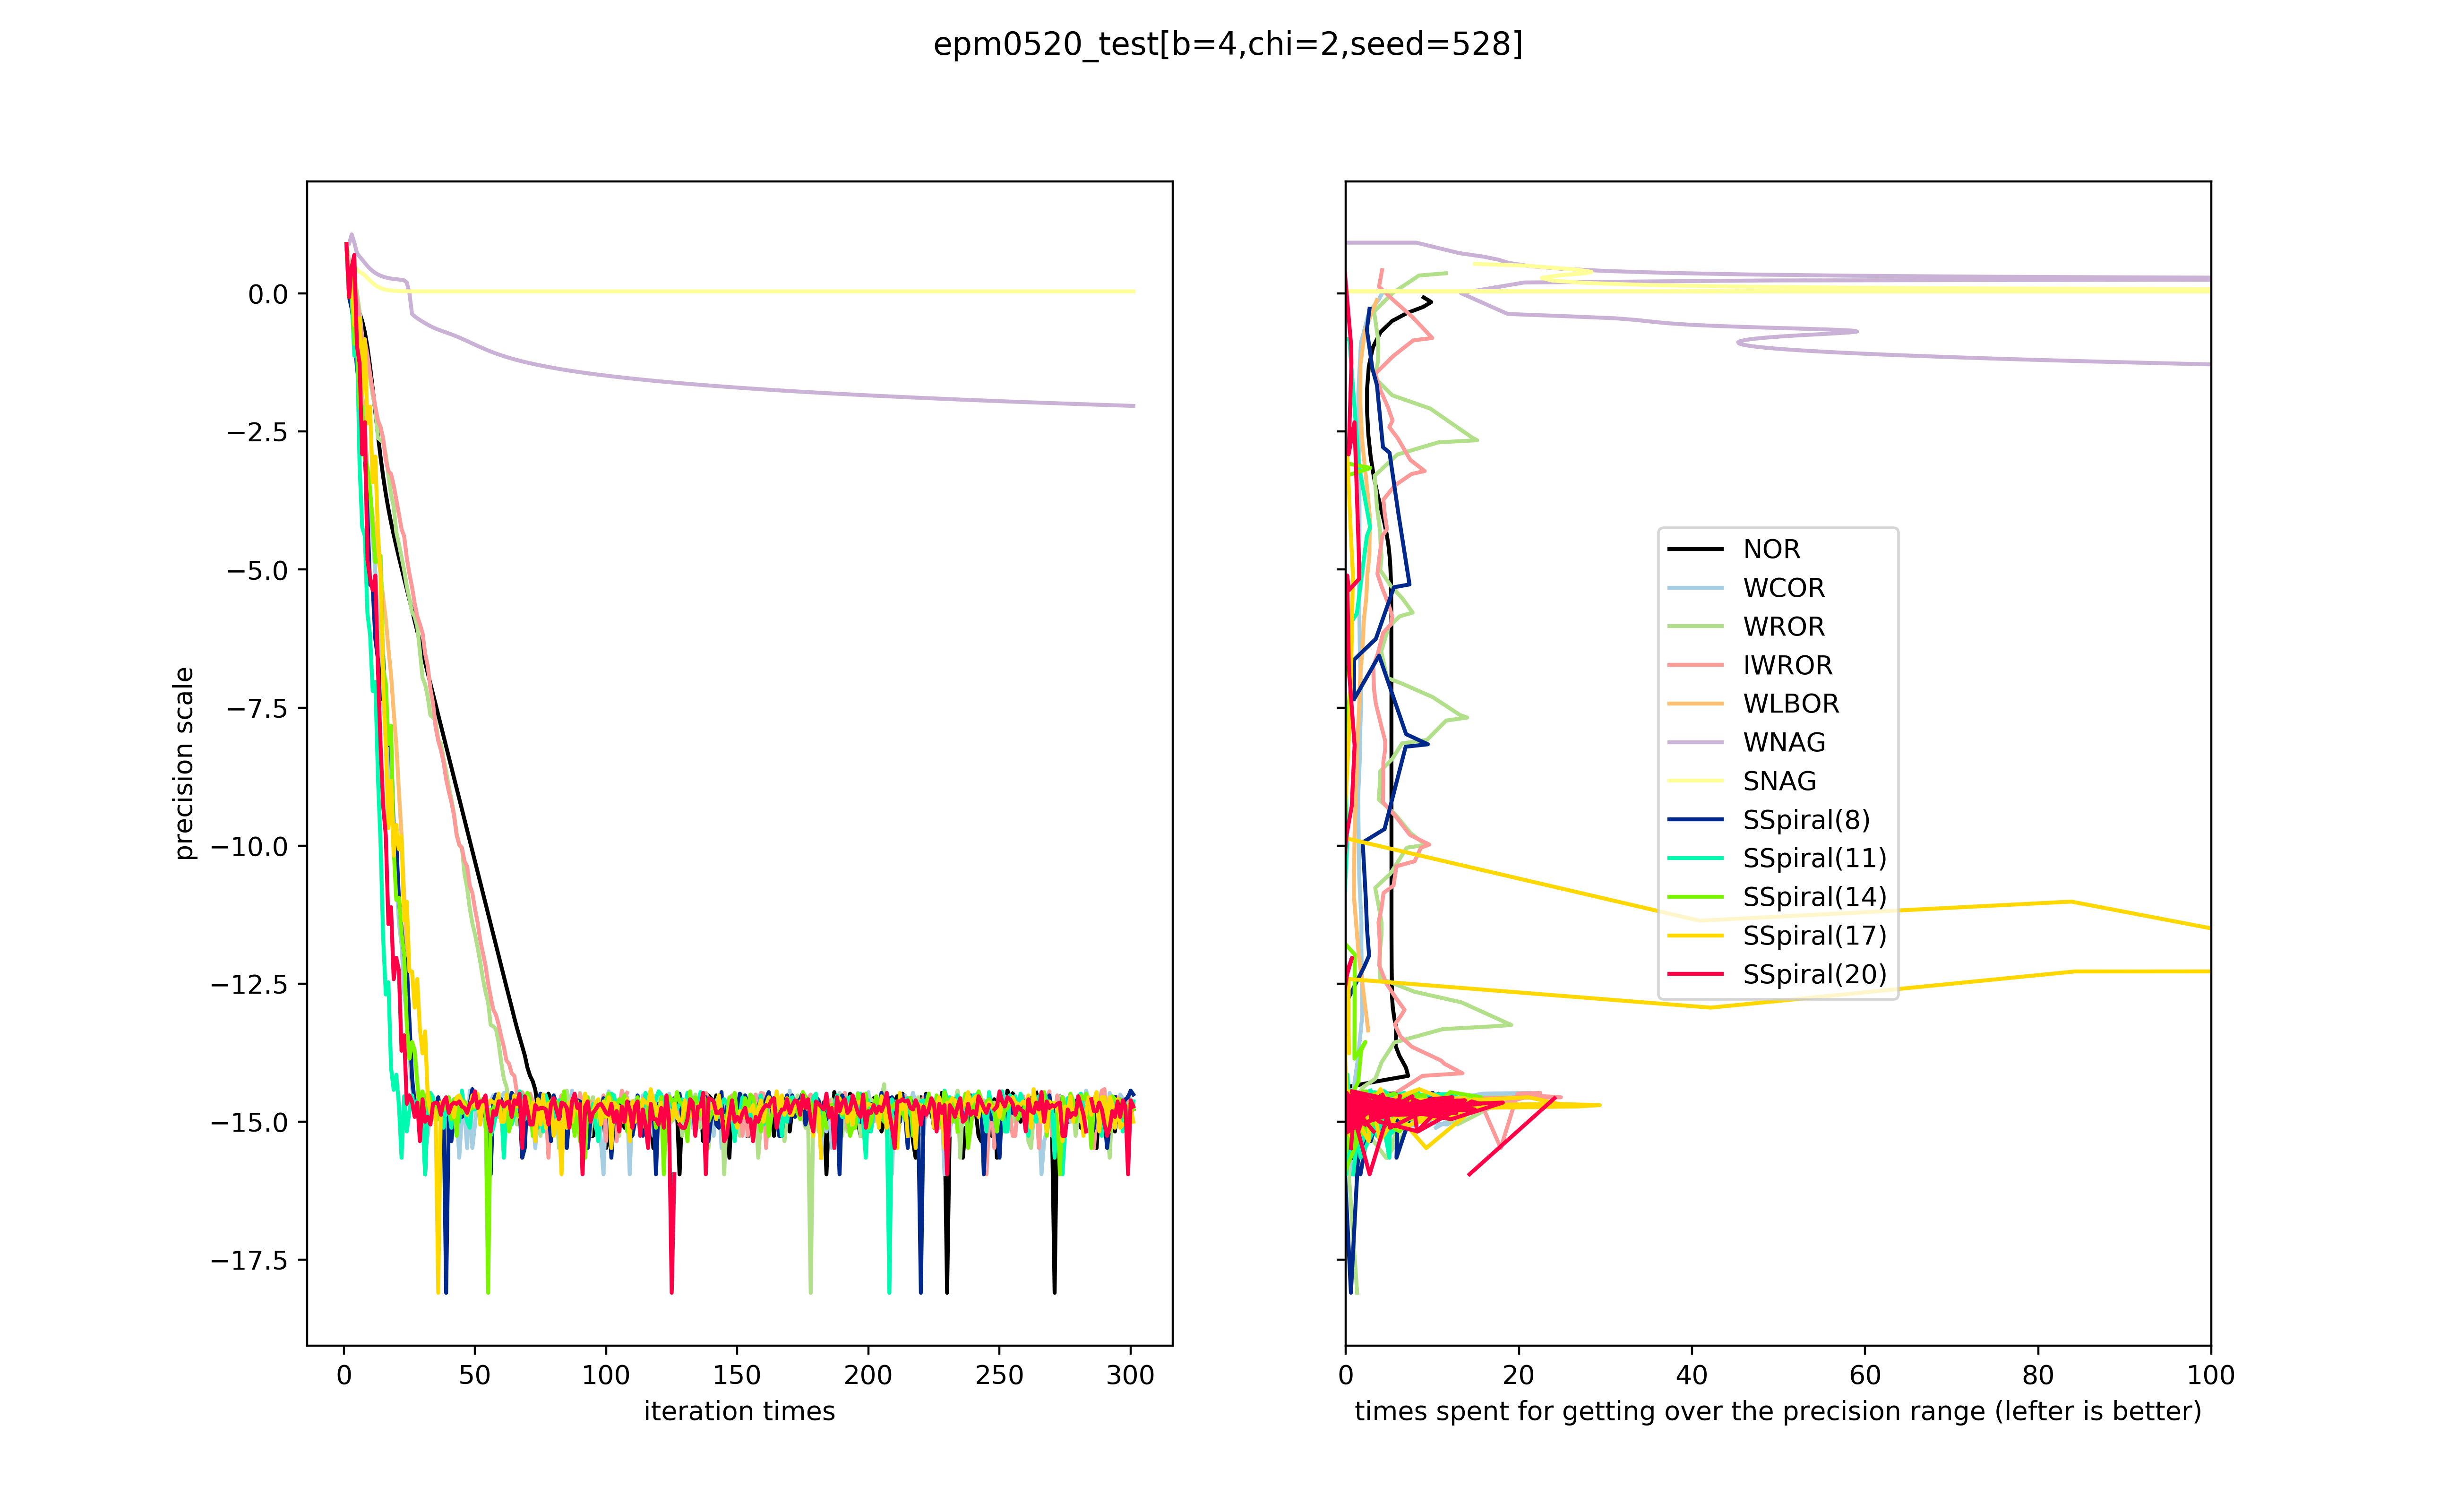 epm0520_test[b=4,chi=2,seed=528]
precision scale
0.0
−2.5
−5.0
−7.5
−10.0
−12.5
−15.0
−17.5
0 50 100 150 200 250 300
iteration times
NOR
WCOR
WROR
IWROR
WLBOR
WNAG
SNAG
SSpiral(8)
SSpiral(11)
SSpiral(14)
SSpiral(17)
SSpiral(20)
0 20 40 60 80 100
times spent for getting over the precision range (lefter is better)